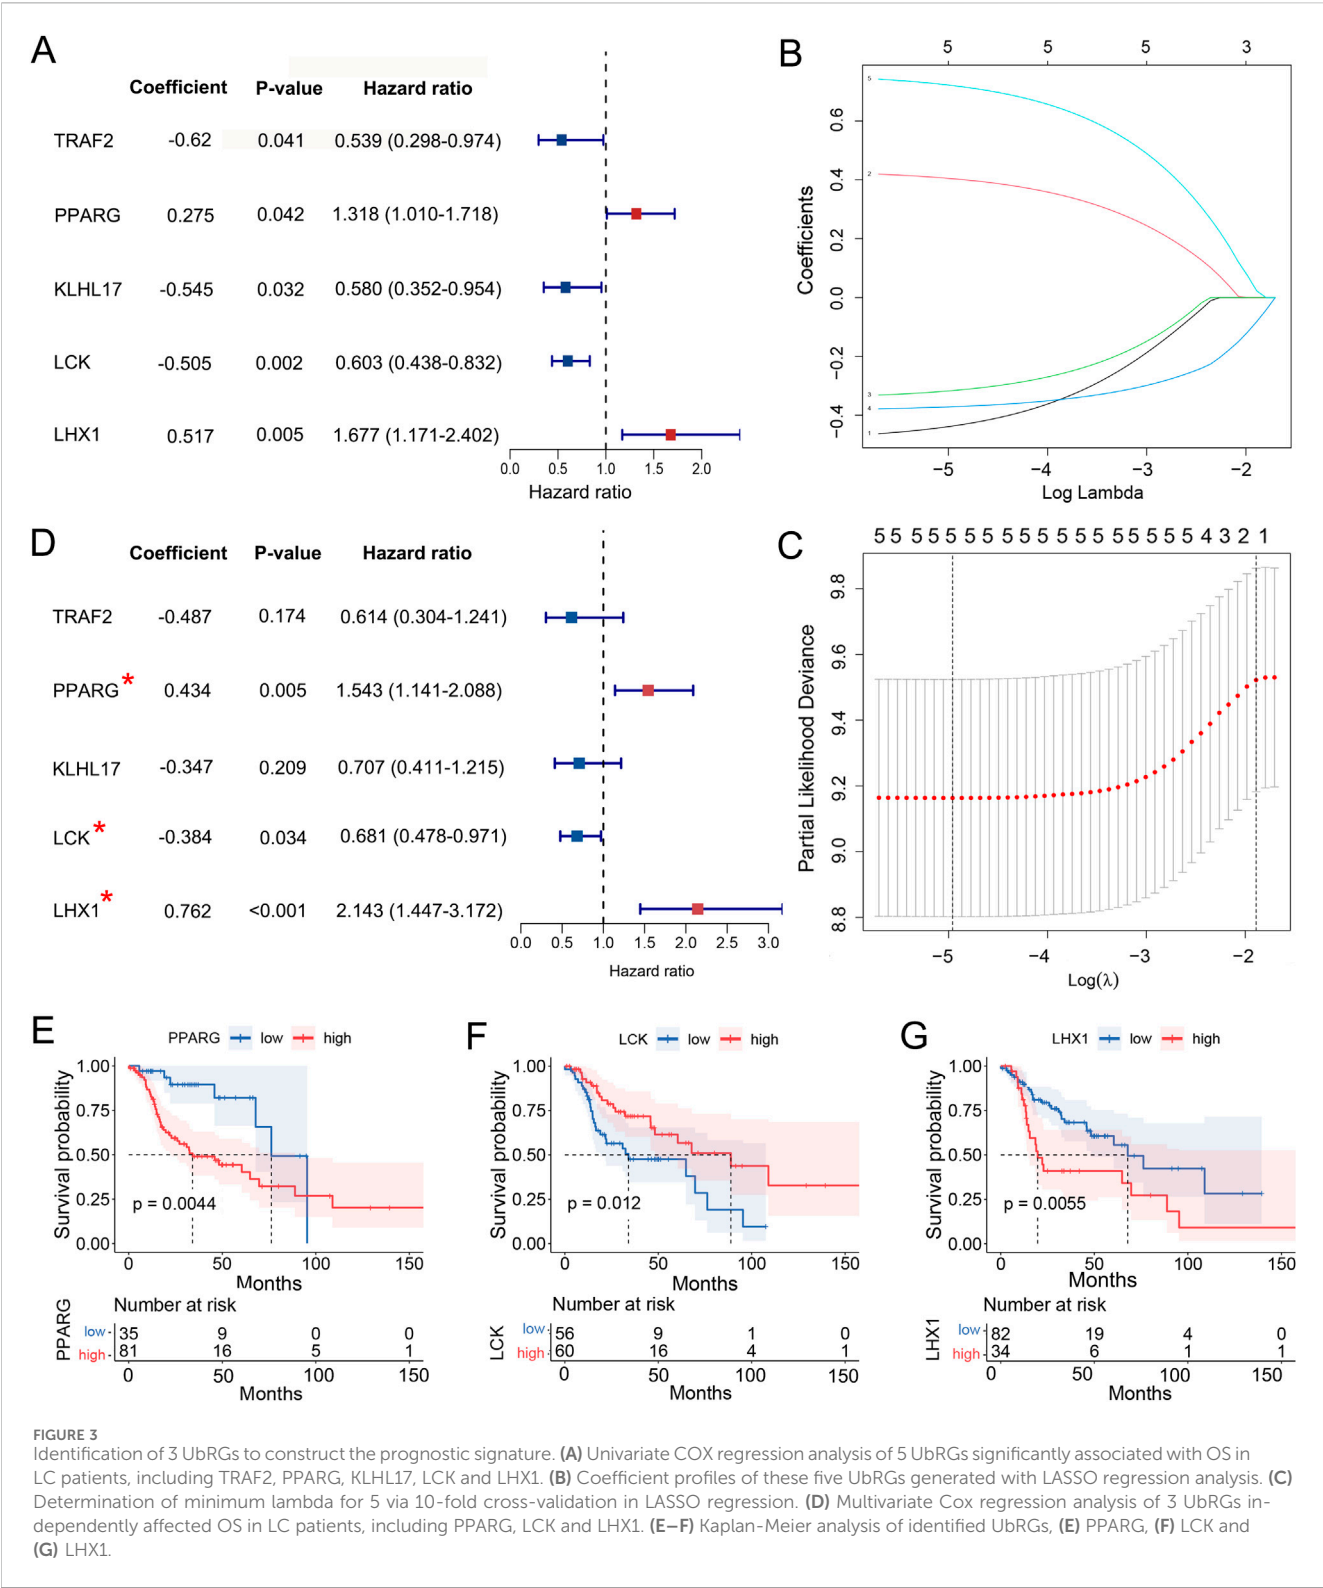 A
Coefficient P-value Hazard ratio
TRAF2 -0.62 0.041 0.539 (0.298-0.974)
PPARG 0.275 0.042 1.318 (1.010-1.718)
KLHL17 -0.545 0.032 0.580 (0.352-0.954)
LCK -0.505 0.002 0.603 (0.438-0.832)
LHX1 0.517 0.005 1.677 (1.171-2.402)
0.0 0.5 1.0 1.5 2.0
Hazard ratio
B
5 5 5 3
Coefficients
0.6
0.4
0.2
0.0
−0.2
−0.4
5
2
3
4
1
−5 −4 −3 −2
Log Lambda
D
Coefficient P-value Hazard ratio
TRAF2 -0.487 0.174 0.614 (0.304-1.241)
PPARG* 0.434 0.005 1.543 (1.141-2.088)
KLHL17 -0.347 0.209 0.707 (0.411-1.215)
LCK* -0.384 0.034 0.681 (0.478-0.971)
LHX1* 0.762 <0.001 2.143 (1.447-3.172)
0.0 0.5 1.0 1.5 2.0 2.5 3.0
Hazard ratio
C
5 5 5 5 5 5 5 5 5 5 5 5 5 5 5 5 5 4 3 2 1
Partial Likelihood Deviance
9.8
9.6
9.4
9.2
9.0
8.8
−5 −4 −3 −2
Log(λ)
E
PPARG low high
Survival probability
1.00
0.75
0.50
0.25
0.00
p = 0.0044
0 50 100 150
Months
Number at risk
PPARG
low 35 9 0 0
high 81 16 5 1
0 50 100 150
Months
F
LCK low high
Survival probability
1.00
0.75
0.50
0.25
0.00
p = 0.012
0 50 100 150
Months
Number at risk
LCK
low 56 9 1 0
high 60 16 4 1
0 50 100 150
Months
G
LHX1 low high
Survival probability
1.00
0.75
0.50
0.25
0.00
p = 0.0055
0 50 100 150
Months
Number at risk
LHX1
low 82 19 4 0
high 34 6 1 1
0 50 100 150
Months
FIGURE 3
Identification of 3 UbRGs to construct the prognostic signature. (A) Univariate COX regression analysis of 5 UbRGs significantly associated with OS in
LC patients, including TRAF2, PPARG, KLHL17, LCK and LHX1. (B) Coefficient profiles of these five UbRGs generated with LASSO regression analysis. (C)
Determination of minimum lambda for 5 via 10-fold cross-validation in LASSO regression. (D) Multivariate Cox regression analysis of 3 UbRGs in-
dependently affected OS in LC patients, including PPARG, LCK and LHX1. (E–F) Kaplan-Meier analysis of identified UbRGs, (E) PPARG, (F) LCK and
(G) LHX1.